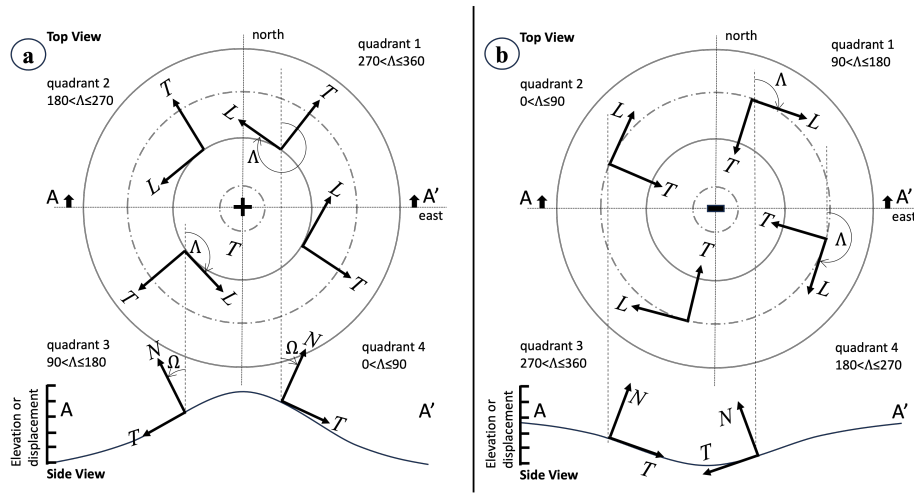 a
Top View
north
quadrant 1
270<Λ≤360
quadrant 2
180<Λ≤270
T
L
T
L
Λ
A
A'
east
+
L
T
Λ
T
L
T
quadrant 3
90<Λ≤180
quadrant 4
0<Λ≤90
N
Ω
Ω
N
T
T
A
A'
Elevation or
displacement
Side View
b
Top View
north
quadrant 1
90<Λ≤180
quadrant 2
0<Λ≤90
L
T
Λ
L
T
A
A'
east
-
T
Λ
L
T
L
quadrant 3
270<Λ≤360
quadrant 4
180<Λ≤270
N
T
N
T
A
A'
Elevation or
displacement
Side View